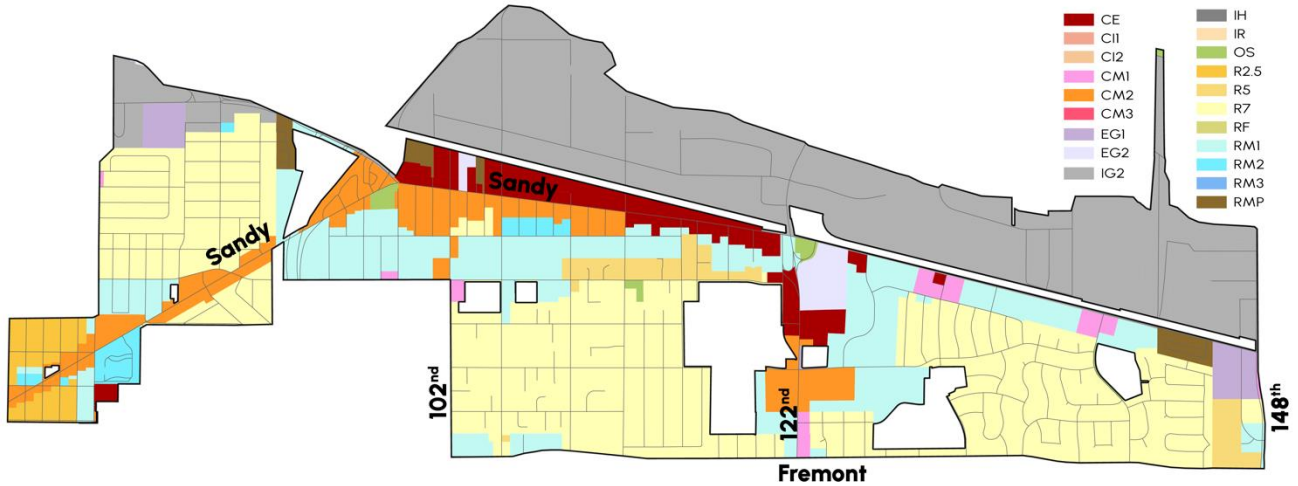 CE
CI1
CI2
CM1
CM2
CM3
EG1
EG2
IG2
IH
IR
OS
R2.5
R5
R7
RF
RM1
RM2
RM3
RMP
Sandy
Sandy
102nd
122nd
148th
Fremont